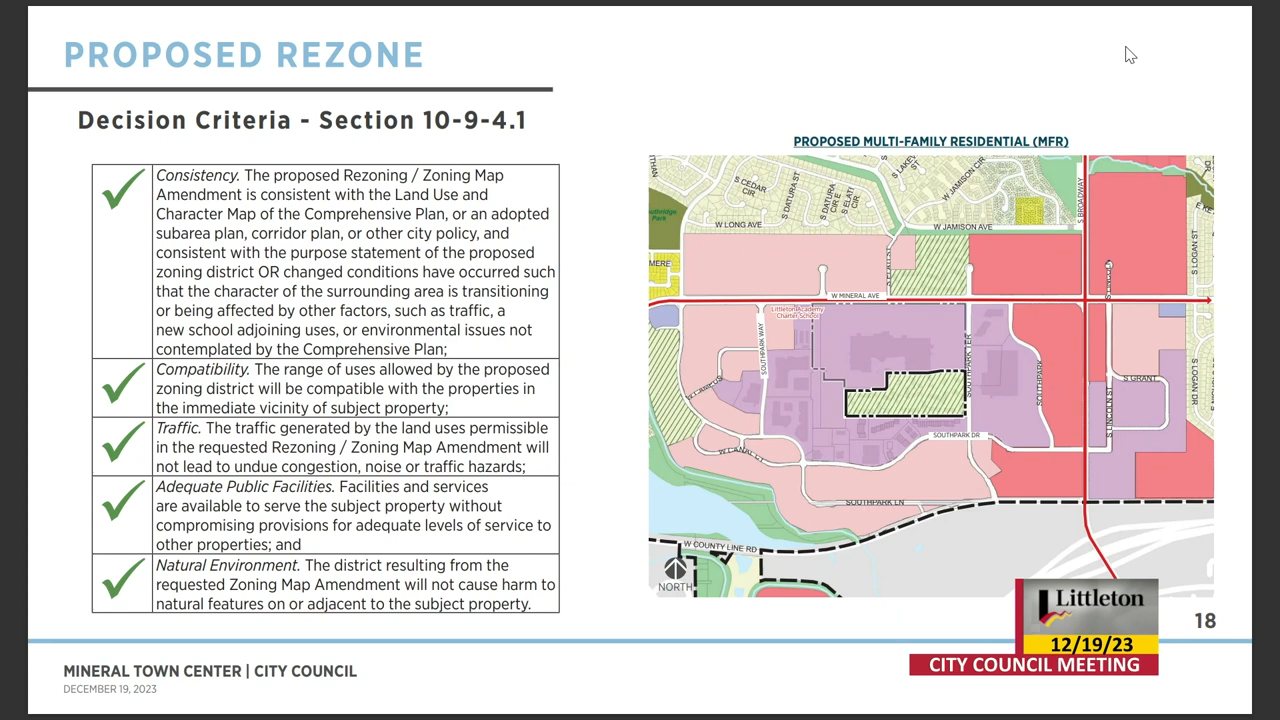 PROPOSED REZONE
Decision Criteria - Section 10-9-4.1
Consistency. The proposed Rezoning / Zoning Map
Amendment is consistent with the Land Use and
Character Map of the Comprehensive Plan, or an adopted
subarea plan, corridor plan, or other city policy, and
consistent with the purpose statement of the proposed
zoning district OR changed conditions have occurred such
that the character of the surrounding area is transitioning
or being affected by other factors, such as traffic, a
new school adjoining uses, or environmental issues not
contemplated by the Comprehensive Plan;
Compatibility. The range of uses allowed by the proposed
zoning district will be compatible with the properties in
the immediate vicinity of subject property;
Traffic. The traffic generated by the land uses permissible
in the requested Rezoning / Zoning Map Amendment will
not lead to undue congestion, noise or traffic hazards;
Adequate Public Facilities. Facilities and services
are available to serve the subject property without
compromising provisions for adequate levels of service to
other properties; and
Natural Environment. The district resulting from the
requested Zoning Map Amendment will not cause harm to
natural features on or adjacent to the subject property.
PROPOSED MULTI-FAMILY RESIDENTIAL (MFR)
S CEDAR
CIR
S DATURA ST
S DATURA
CIR E
S ELATI
W JAMISON CIR
S BROADWAY
Park
W LONG AVE
W JAMISON AVE
S LOGAN ST
MERE
W MINERAL AVE
Littleton Academy
Charter School
SOUTHPARK WAY
SOUTHPARK TER
SOUTHPARK
S GRANT
S LINCOLN ST
S LOGAN DR
SOUTHPARK DR
W CANAL CT
SOUTHPARK LN
W COUNTY LINE RD
NORTH
Littleton
12/19/23
CITY COUNCIL MEETING
18
MINERAL TOWN CENTER | CITY COUNCIL
DECEMBER 19, 2023